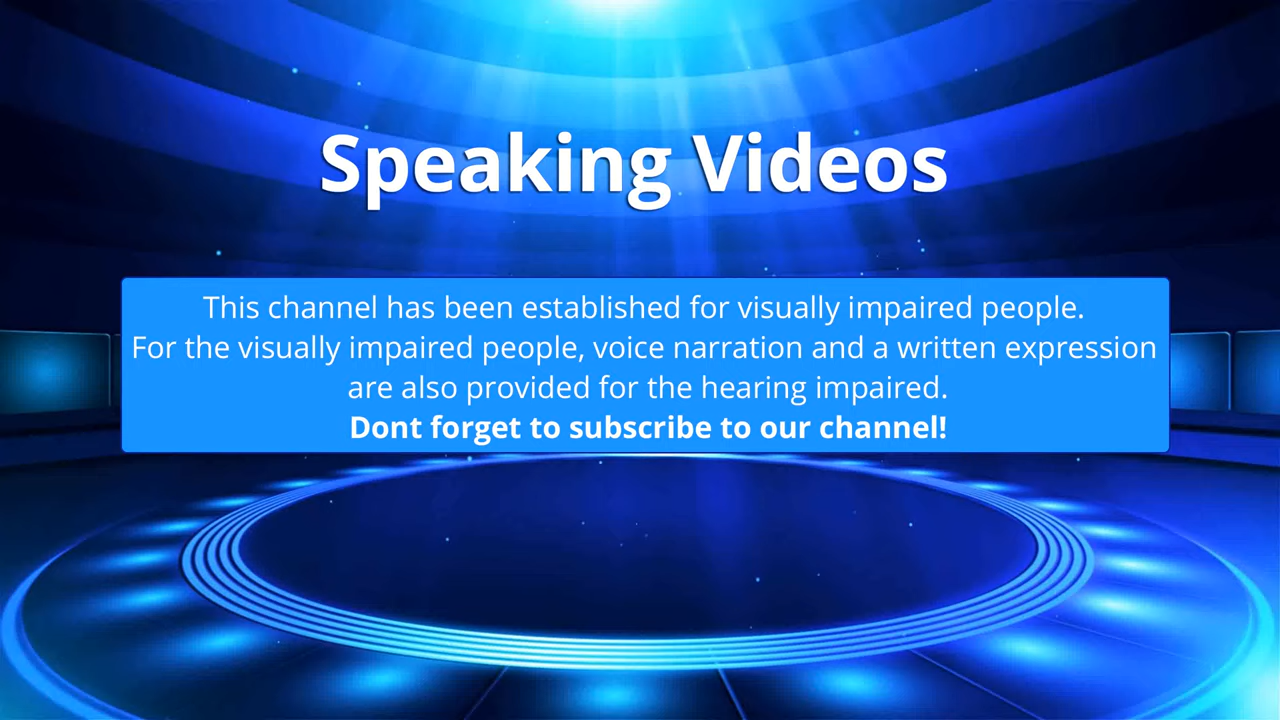 Speaking Videos
This channel has been established for visually impaired people.
For the visually impaired people, voice narration and a written expression
are also provided for the hearing impaired.
Dont forget to subscribe to our channel!